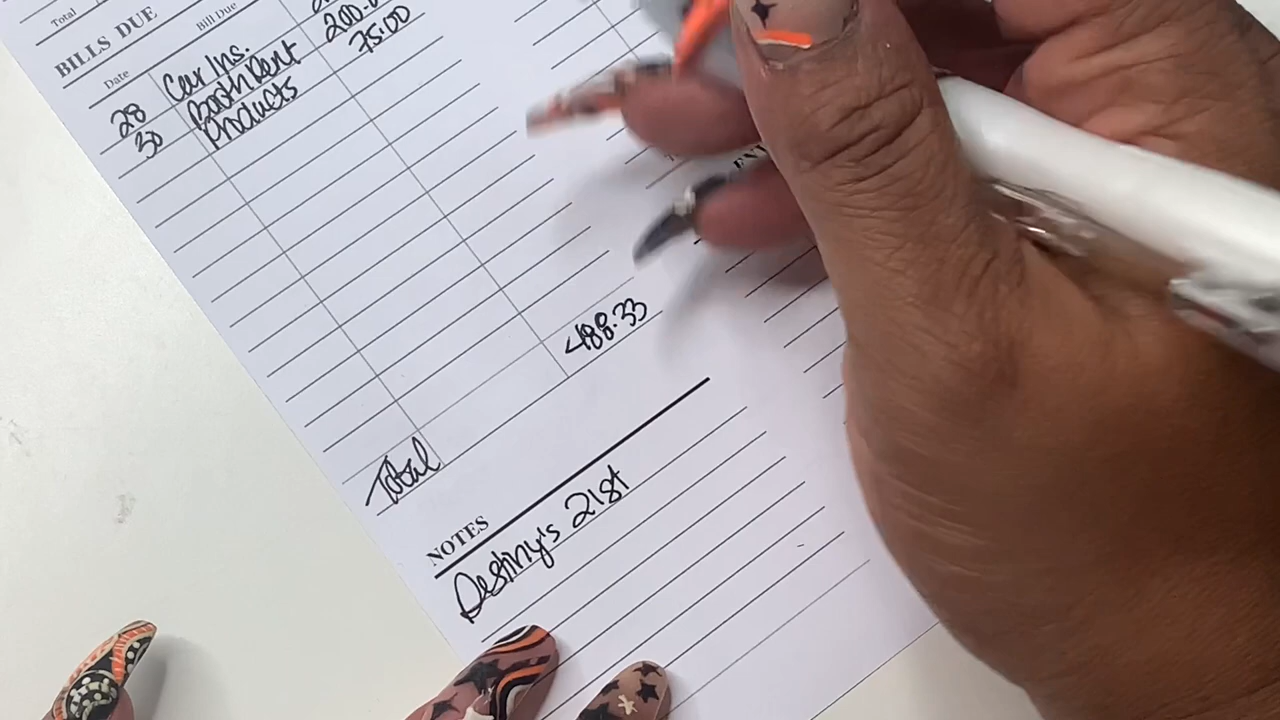 Total
BILLS DUE
Date Bill Due
28 Car Ins. 200.
30 Booth Rent 75.00
Products
488.33
Total
NOTES
Destiny's 21st